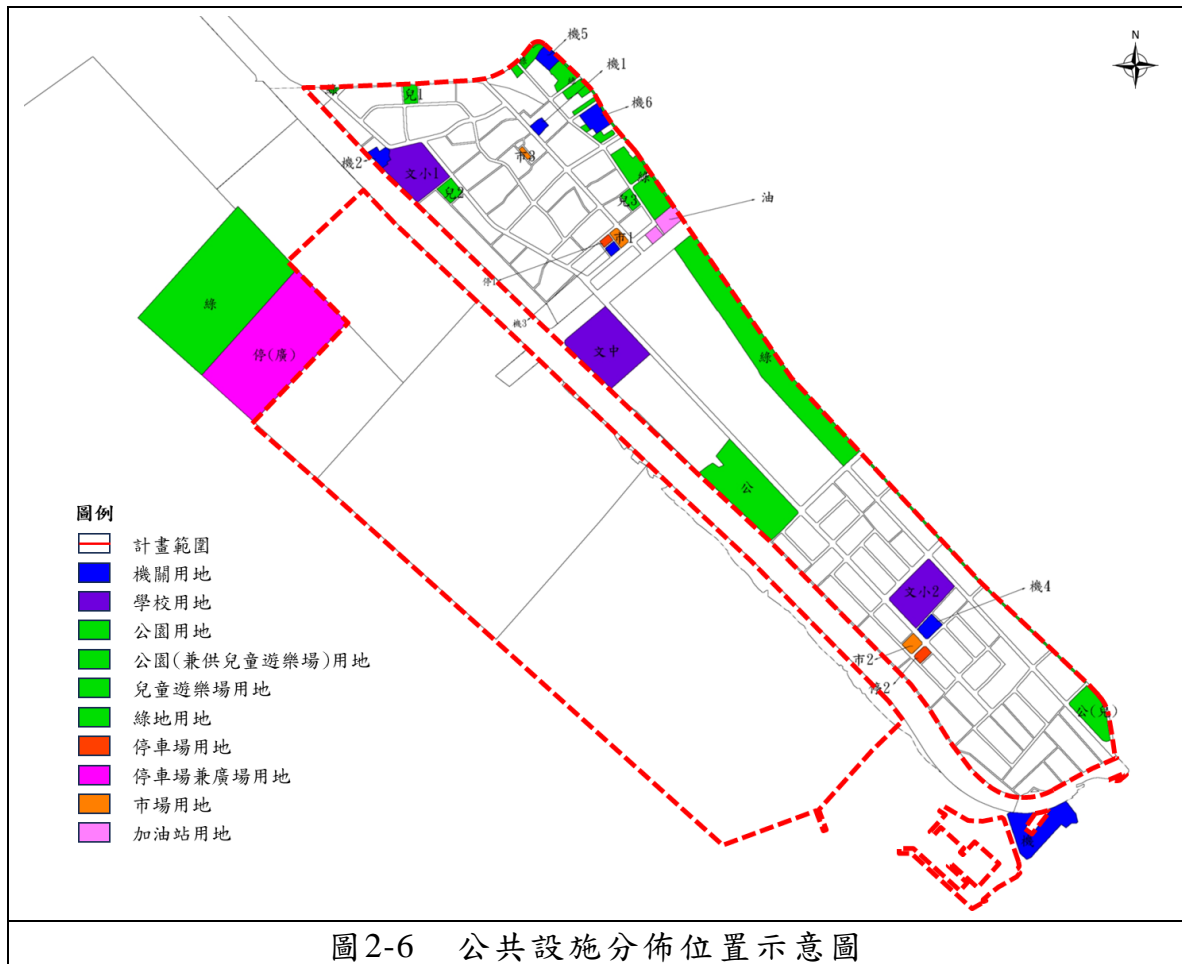 N
機5
機1
機6
兒1
市3
機2
文小1
兒2
綠
兒3
油
市1
停1
機3
文中
綠
停(廣)
綠
公
文小2
機4
市2
停2
公(兒)
機
圖例
計畫範圍
機關用地
學校用地
公園用地
公園(兼供兒童遊樂場)用地
兒童遊樂場用地
綠地用地
停車場用地
停車場兼廣場用地
市場用地
加油站用地
圖2-6 公共設施分佈位置示意圖